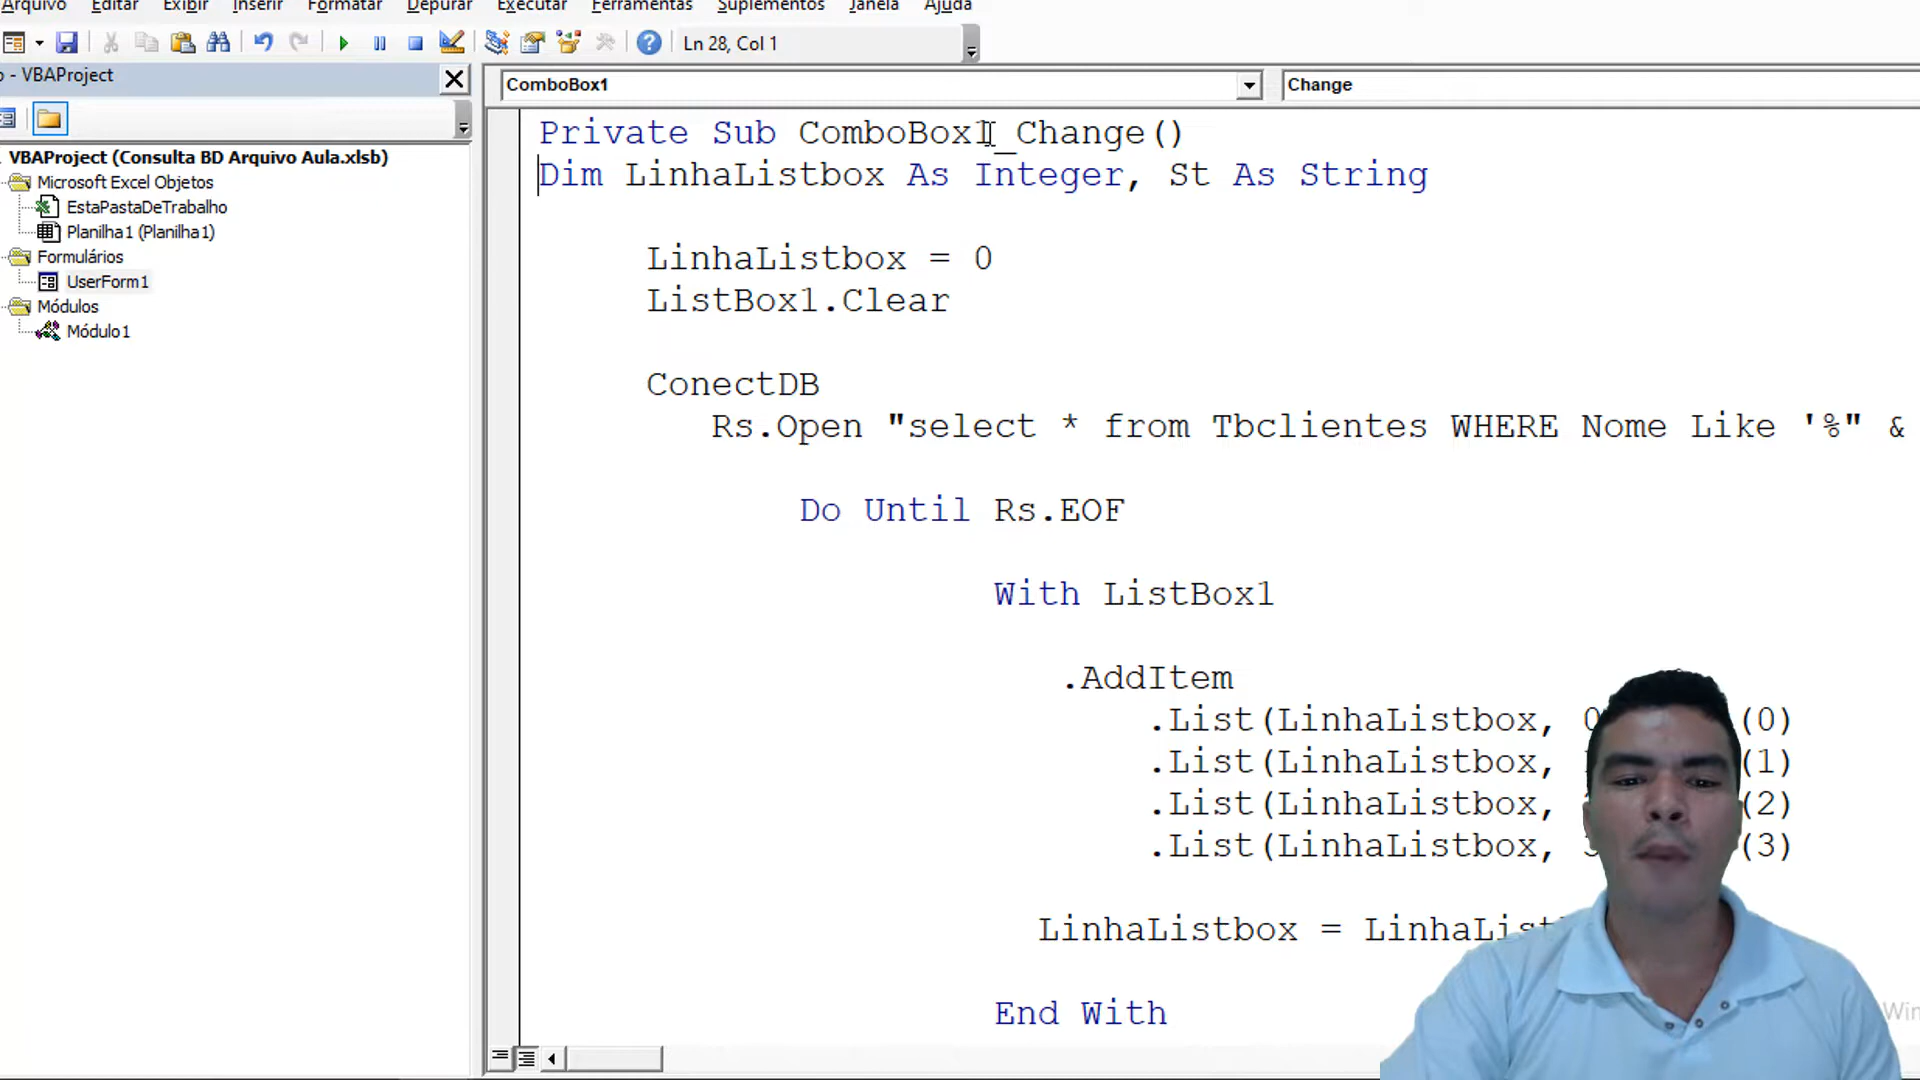 Arquivo Editar Exibir Inserir Formatar Depurar Executar Ferramentas Suplementos Janela Ajuda
Ln 28, Col 1
- VBAProject
ComboBox1
Change
VBAProject (Consulta BD Arquivo Aula.xlsb)
Microsoft Excel Objetos
EstaPastaDeTrabalho
Planilha1 (Planilha1)
Formulários
UserForm1
Módulos
Módulo1
Private Sub ComboBox1_Change()
Dim LinhaListbox As Integer, St As String
LinhaListbox = 0
ListBox1.Clear
ConectDB
Rs.Open "select * from Tbclientes WHERE Nome Like '%" &
Do Until Rs.EOF
With ListBox1
.AddItem
.List(LinhaListbox, 0 (0)
.List(LinhaListbox, (1)
.List(LinhaListbox, (2)
.List(LinhaListbox, (3)
LinhaListbox = LinhaList
End With
Win